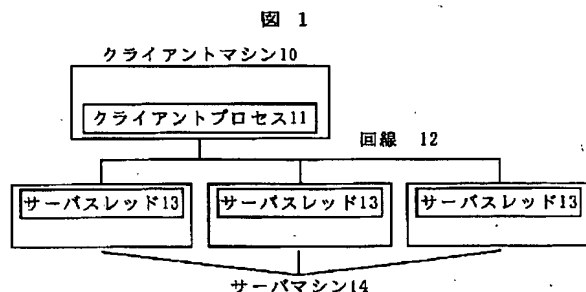 図 1
クライアントマシン10
クライアントプロセス11
回線 12
サーバスレッド13
サーバスレッド13
サーバスレッド13
サーバマシン14